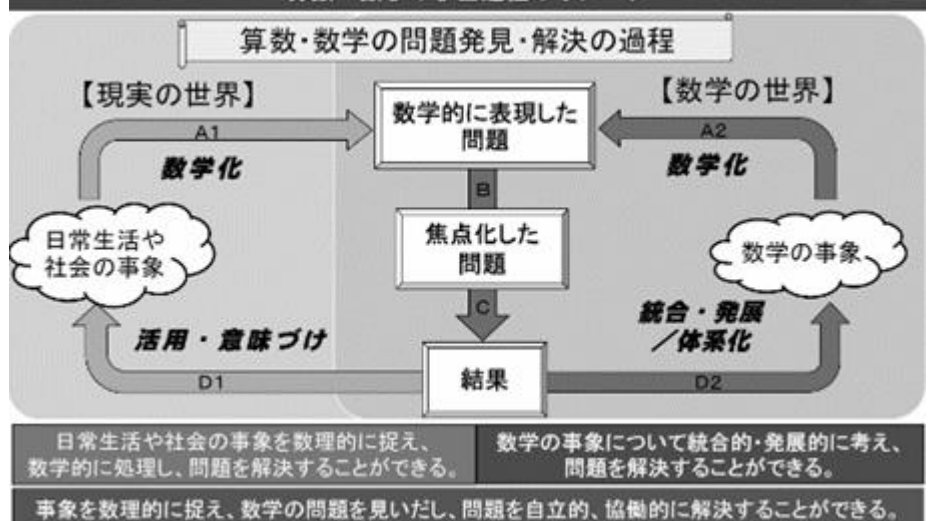 算数・数学の問題発見・解決の過程
【現実の世界】
【数学の世界】
A1
数学化
数学的に表現した
問題
A2
数学化
B
日常生活や
社会の事象
焦点化した
問題
数学の事象
C
活用・意味づけ
統合・発展
／体系化
D1
結果
D2
日常生活や社会の事象を数理的に捉え、
数学的に処理し、問題を解決することができる。
数学の事象について統合的・発展的に考え、
問題を解決することができる。
事象を数理的に捉え、数学の問題を見いだし、問題を自立的、協働的に解決することができる。